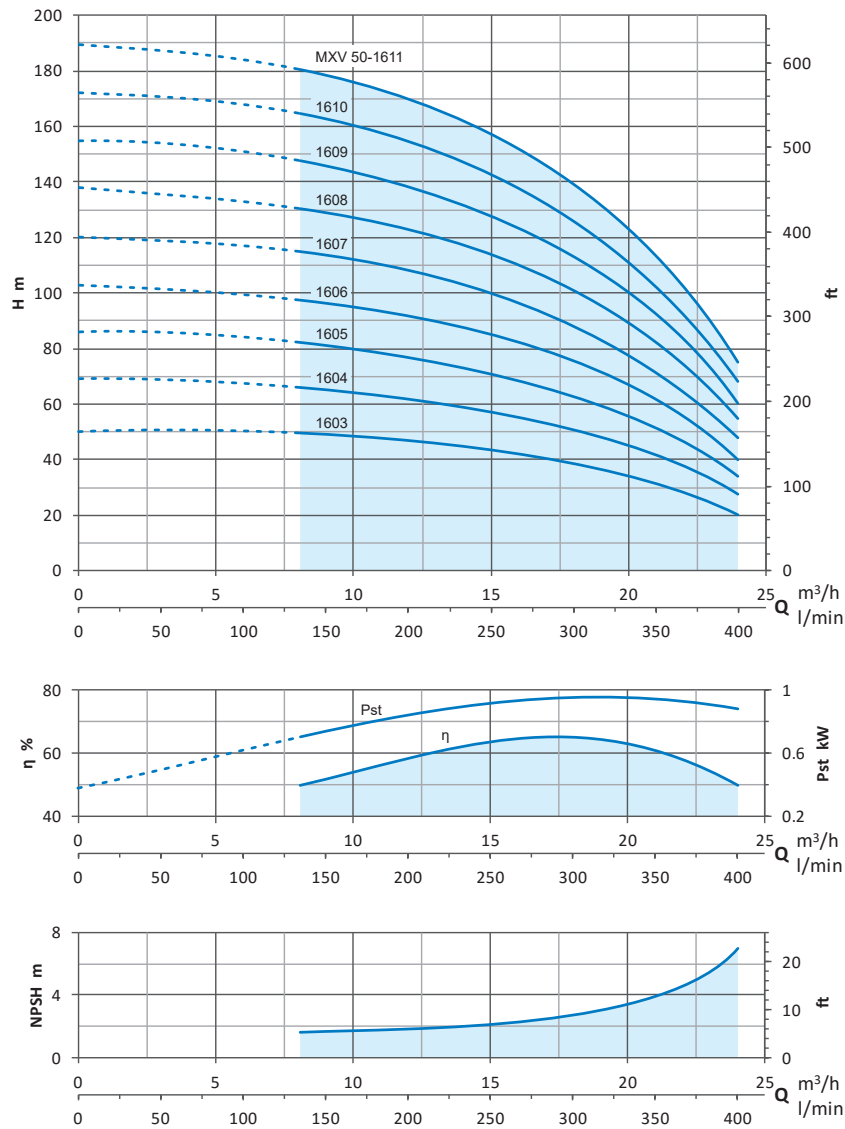 200
180
160
140
120
100
80
60
40
20
0
H m
MXV 50-1611
1610
1609
1608
1607
1606
1605
1604
1603
600
500
400
300
200
100
0
ft
0 5 10 15 20 25 m³/h
Q
0 50 100 150 200 250 300 350 400 l/min
80
60
40
η %
Pst
η
1
0.6
0.2
Pst kW
0 5 10 15 20 25 m³/h
Q
0 50 100 150 200 250 300 350 400 l/min
8
4
0
NPSH m
20
10
0
ft
0 5 10 15 20 25 m³/h
Q
0 50 100 150 200 250 300 350 400 l/min